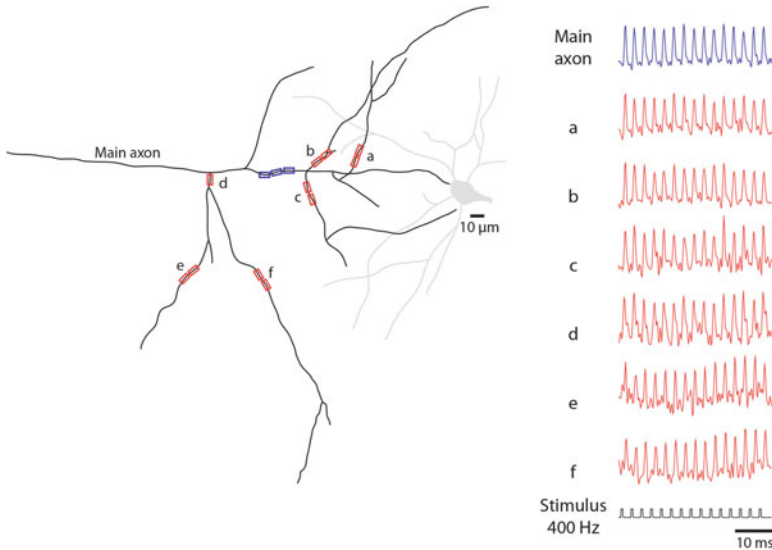 Main axon
b
a
d
c
10 µm
e
f
Main
axon
a
b
c
d
e
f
Stimulus
400 Hz
10 ms